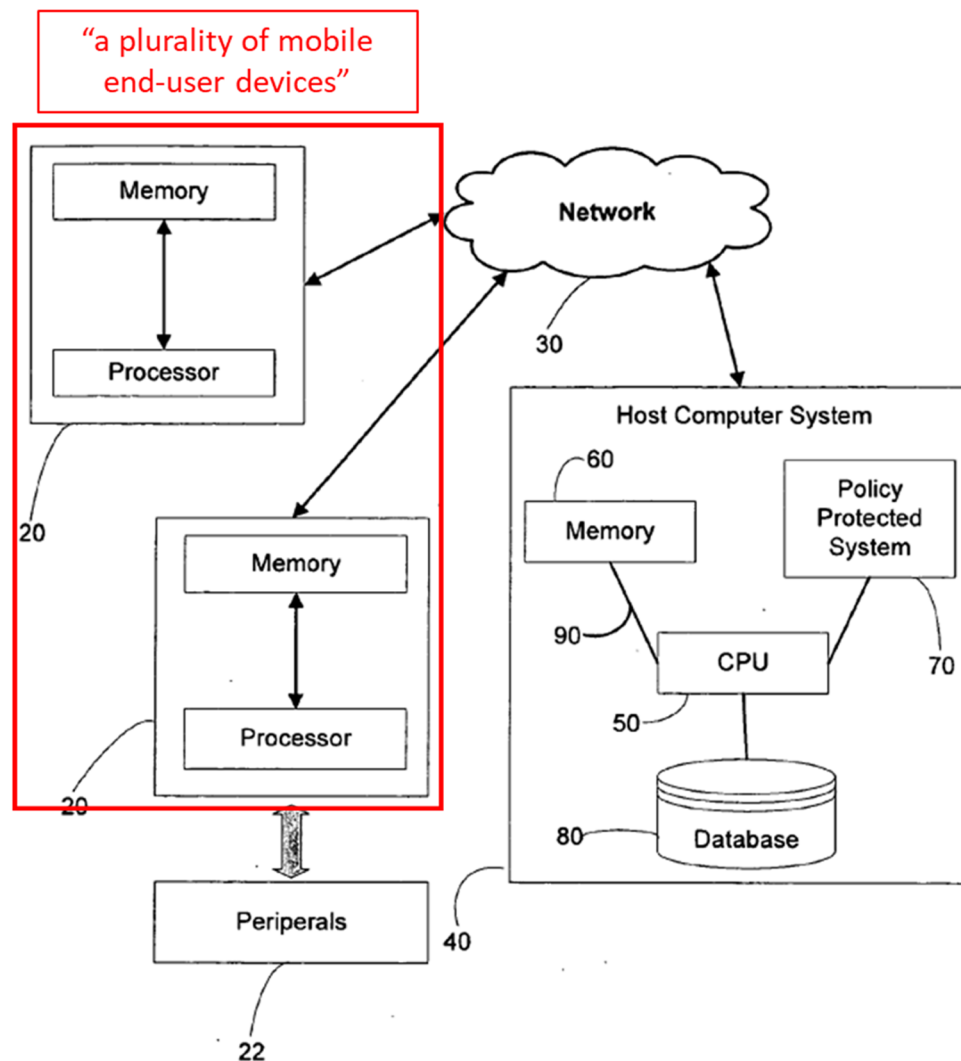 “a plurality of mobile
end-user devices”
Memory
Processor
20
Network
30
Memory
Processor
20
Periperals
22
Host Computer System
60
Memory
Policy
Protected
System
90
CPU
70
50
80
Database
40